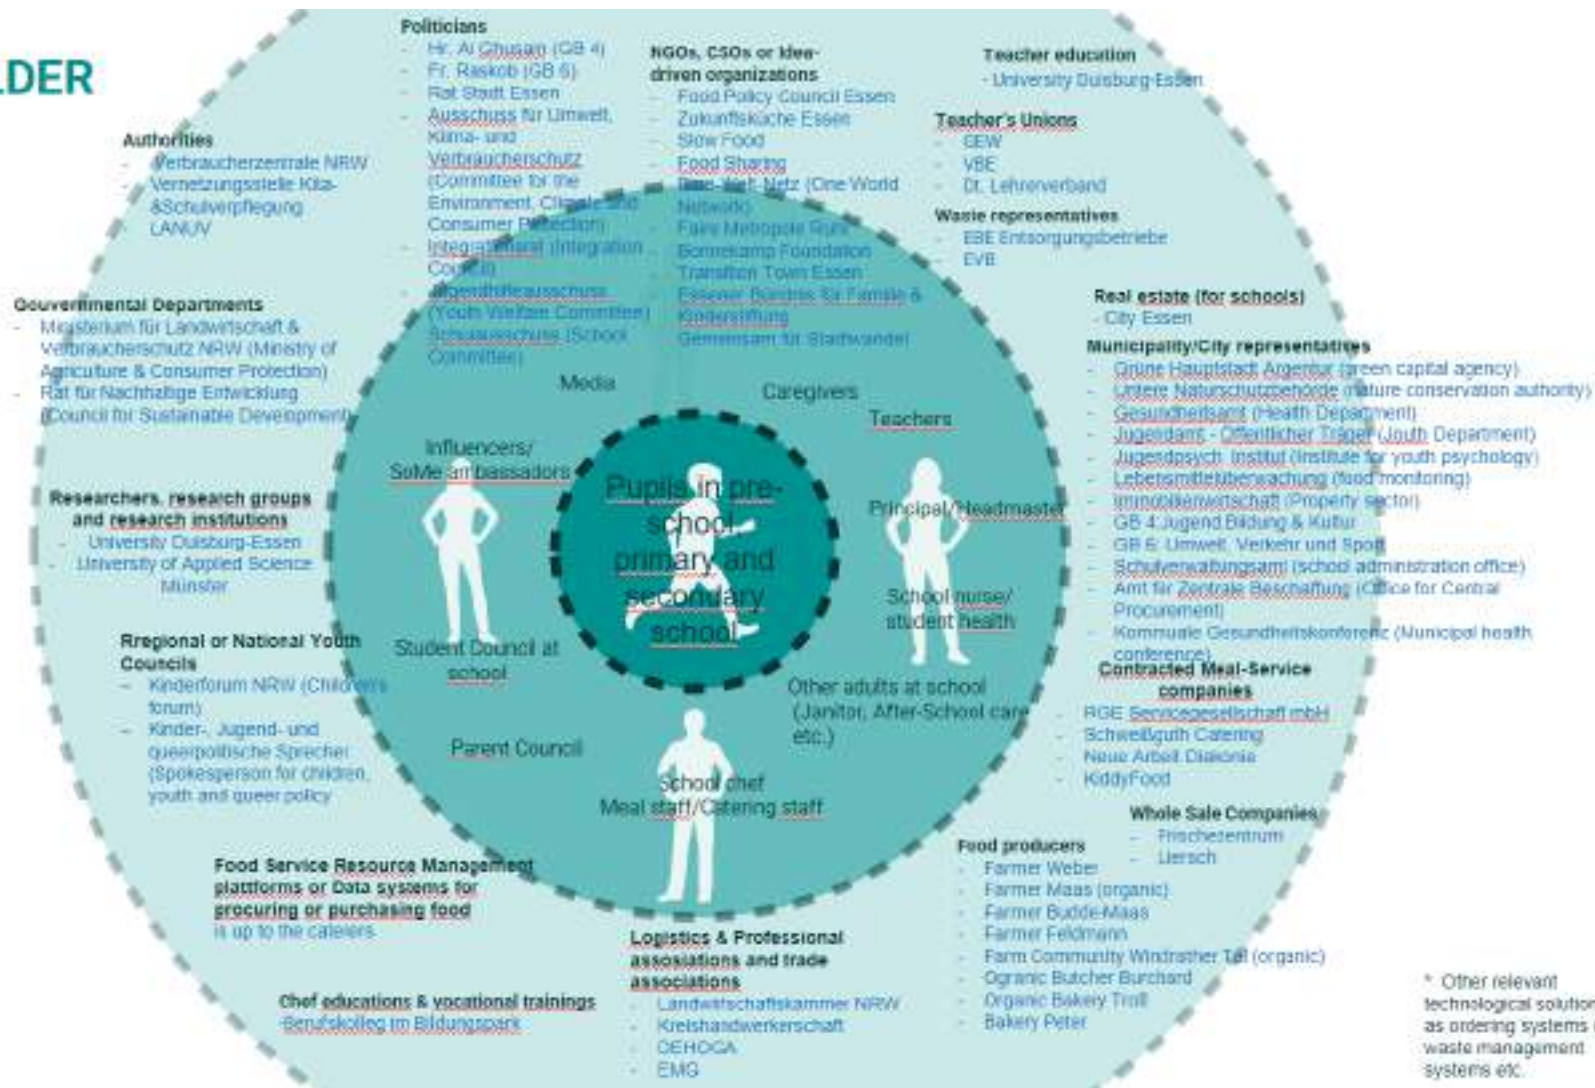 LDER
Politicians
- Hr. Al Ghusain (GB 4)
- Fr. Raskob (GB 6)
- Rat Stadt Essen
- Ausschuss für Umwelt,
Klima- und
Verbraucherschutz
(Committee for the
Environment, Climate and
Consumer Protection)
- Integrationsrat (Integration
Council)
- Jugendhilfeausschuss
(Youth Welfare Committee)
Schulausschuss (School
Committee)
NGOs, CSOs or Idea-
driven organizations
- Food Policy Council Essen
- Zukunftsküche Essen
- Slow Food
- Food Sharing
- Eine-Welt-Netz (One World
Network)
- Faire Metropole Ruhr
- Bonnekamp Foundation
- Transition Town Essen
- Essener Bündnis für Familie &
Kinderstiftung
Gemeinsam für Stadtwandel
Teacher education
- University Duisburg-Essen
Teacher's Unions
- GEW
- VBE
- Dt. Lehrerverband
Waste representatives
- EBE Entsorgungsbetriebe
- EVB
Authorities
- Verbraucherzentrale NRW
- Vernetzungsstelle Kita-
&Schulverpflegung
- LANUV
Gouvernmental Departments
- Ministerium für Landwirtschaft &
Verbraucherschutz NRW (Ministry of
Agriculture & Consumer Protection)
- Rat für Nachhaltige Entwicklung
(Council for Sustainable Development)
Real estate (for schools)
- City Essen
Municipality/City representatives
- Grüne Hauptstadt Argentur (green capital agency)
- Untere Naturschutzbehörde (nature conservation authority)
- Gesundheitsamt (Health Department)
- Jugendamt - Öffentlicher Träger (Jouth Department)
- Jugendpsych. Institut (Institute for youth psychology)
- Lebensmittelüberwachung (food monitoring)
- Immobilienwirtschaft (Property sector)
- GB 4:Jugend Bildung & Kultur
- GB 6: Umwelt, Verkehr und Sport
- Schulverwaltungsamt (school administration office)
- Amt für Zentrale Beschaffung (Office for Central
Procurement)
- Kommuale Gesundheitskonferenz (Municipal health
conference)
Media
Caregivers
Teachers
Influencers/
SoMe ambassadors
Pupils in pre-
school,
primary and
secondary
school
Principal/Headmaster
School nurse/
student health
Student Council at
school
Other adults at school
(Janitor, After-School care
etc.)
Parent Council
School chef
Meal staff/Catering staff
Researchers, research groups
and research institutions
- University Duisburg-Essen
- University of Applied Science
Münster
Rregional or National Youth
Councils
- Kinderforum NRW (Children's
forum)
- Kinder-, Jugend- und
queerpolitische Sprecher
(Spokesperson for children,
youth and queer policy
Contracted Meal-Service
companies
- RGE Servicegesellschaft mbH
- Schweißguth Catering
- Neue Arbeit Diakonie
- KiddyFood
Whole Sale Companies
- Frischezentrum
- Liersch
Food producers
- Farmer Weber
- Farmer Maas (organic)
- Farmer Budde-Maas
- Farmer Feldmann
- Farm Community Windrather Tal (organic)
- Ogranic Butcher Burchard
- Organic Bakery Troll
- Bakery Peter
Food Service Resource Management
plattforms or Data systems for
procuring or purchasing food
is up to the caterers
Logistics & Professional
assosiations and trade
associations
- Landwirtschaftskammer NRW
- Kreishandwerkerschaft
- DEHOGA
- EMG
Chef educations & vocational trainings
-Berufskolleg im Bildungspark
* Other relevant
technological solution
as ordering systems
waste management
systems etc.